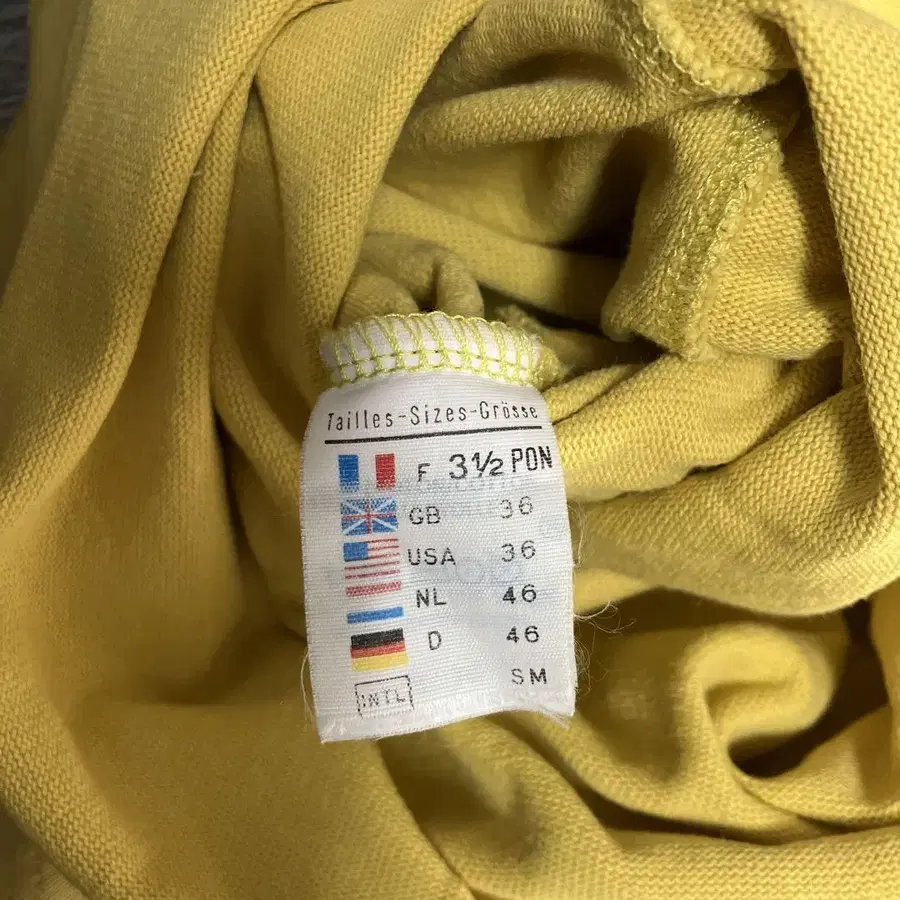 Tailles-Sizes-Grösse
F 3½ PON
GB 36
USA 36
NL 46
D 46
INTL SM